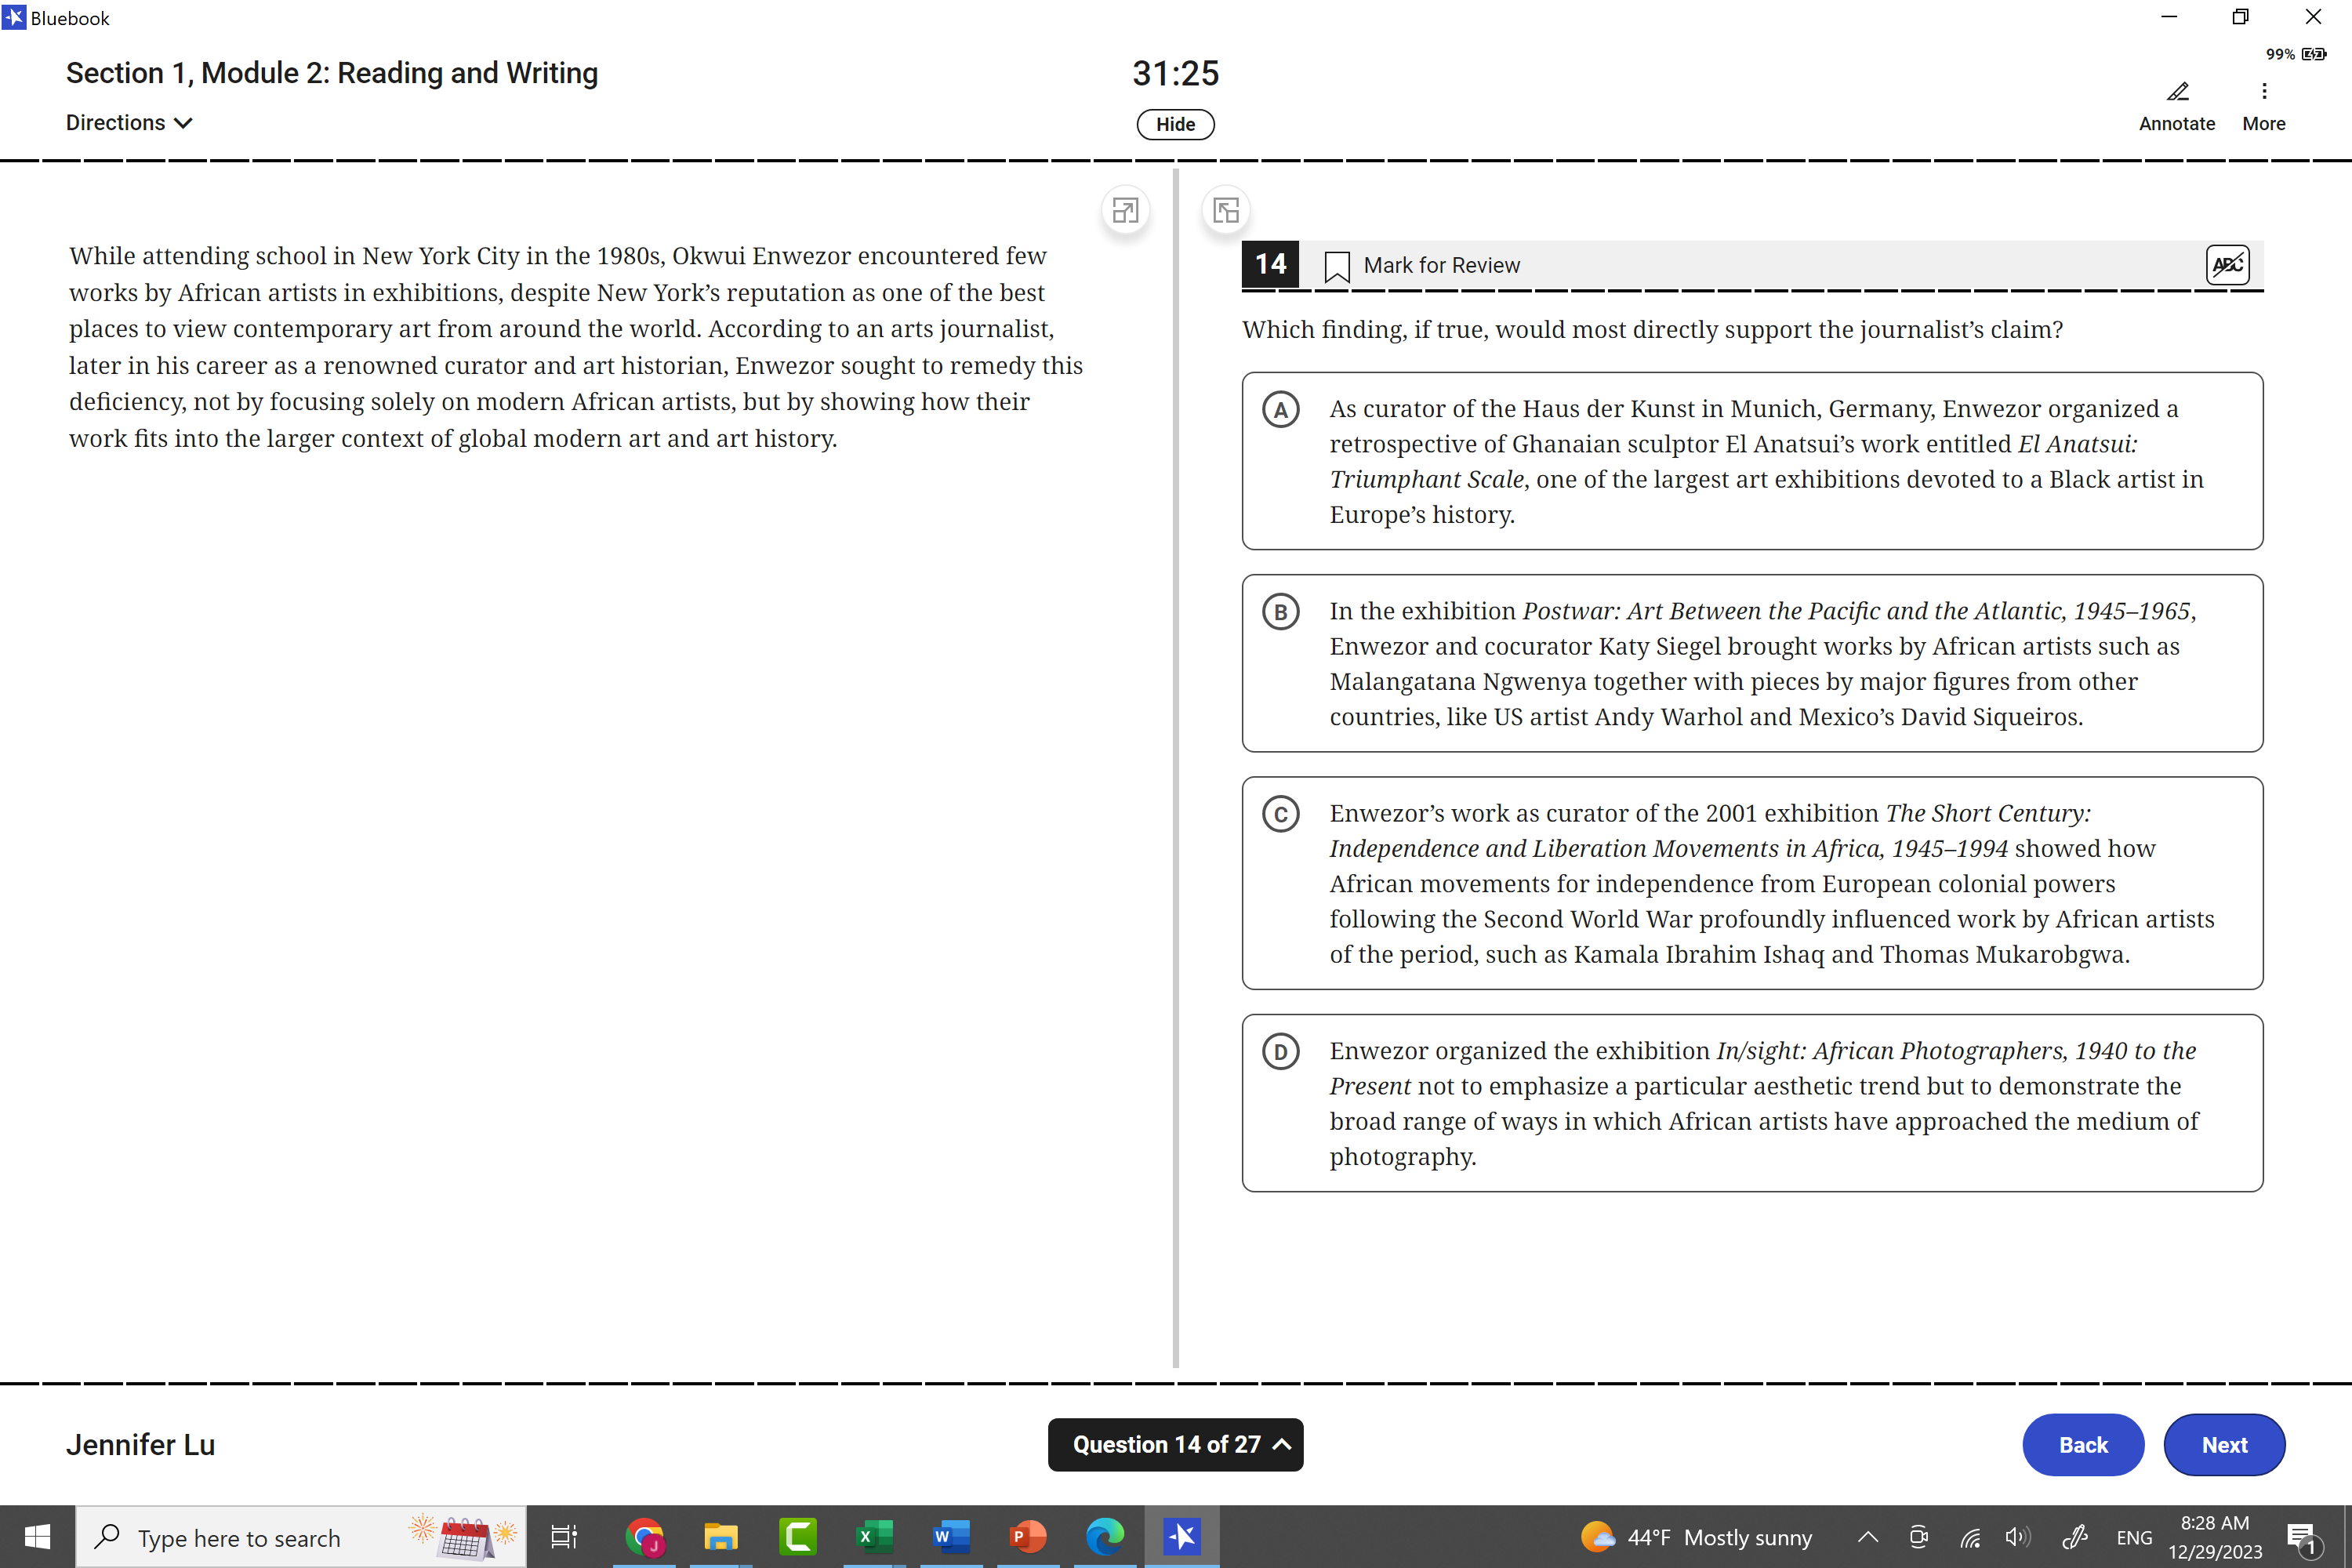 Bluebook
99%
Section 1, Module 2: Reading and Writing
31:25
Directions
Hide
Annotate
More
While attending school in New York City in the 1980s, Okwui Enwezor encountered few
works by African artists in exhibitions, despite New York’s reputation as one of the best
places to view contemporary art from around the world. According to an arts journalist,
later in his career as a renowned curator and art historian, Enwezor sought to remedy this
deficiency, not by focusing solely on modern African artists, but by showing how their
work fits into the larger context of global modern art and art history.
14
Mark for Review
ABC
Which finding, if true, would most directly support the journalist’s claim?
A
As curator of the Haus der Kunst in Munich, Germany, Enwezor organized a
retrospective of Ghanaian sculptor El Anatsui’s work entitled El Anatsui:
Triumphant Scale, one of the largest art exhibitions devoted to a Black artist in
Europe’s history.
B
In the exhibition Postwar: Art Between the Pacific and the Atlantic, 1945–1965,
Enwezor and cocurator Katy Siegel brought works by African artists such as
Malangatana Ngwenya together with pieces by major figures from other
countries, like US artist Andy Warhol and Mexico’s David Siqueiros.
C
Enwezor’s work as curator of the 2001 exhibition The Short Century:
Independence and Liberation Movements in Africa, 1945–1994 showed how
African movements for independence from European colonial powers
following the Second World War profoundly influenced work by African artists
of the period, such as Kamala Ibrahim Ishaq and Thomas Mukarobgwa.
D
Enwezor organized the exhibition In/sight: African Photographers, 1940 to the
Present not to emphasize a particular aesthetic trend but to demonstrate the
broad range of ways in which African artists have approached the medium of
photography.
Jennifer Lu
Question 14 of 27
Back
Next
Type here to search
J
X
W
P
44°F Mostly sunny
ENG
8:28 AM
12/29/2023
1